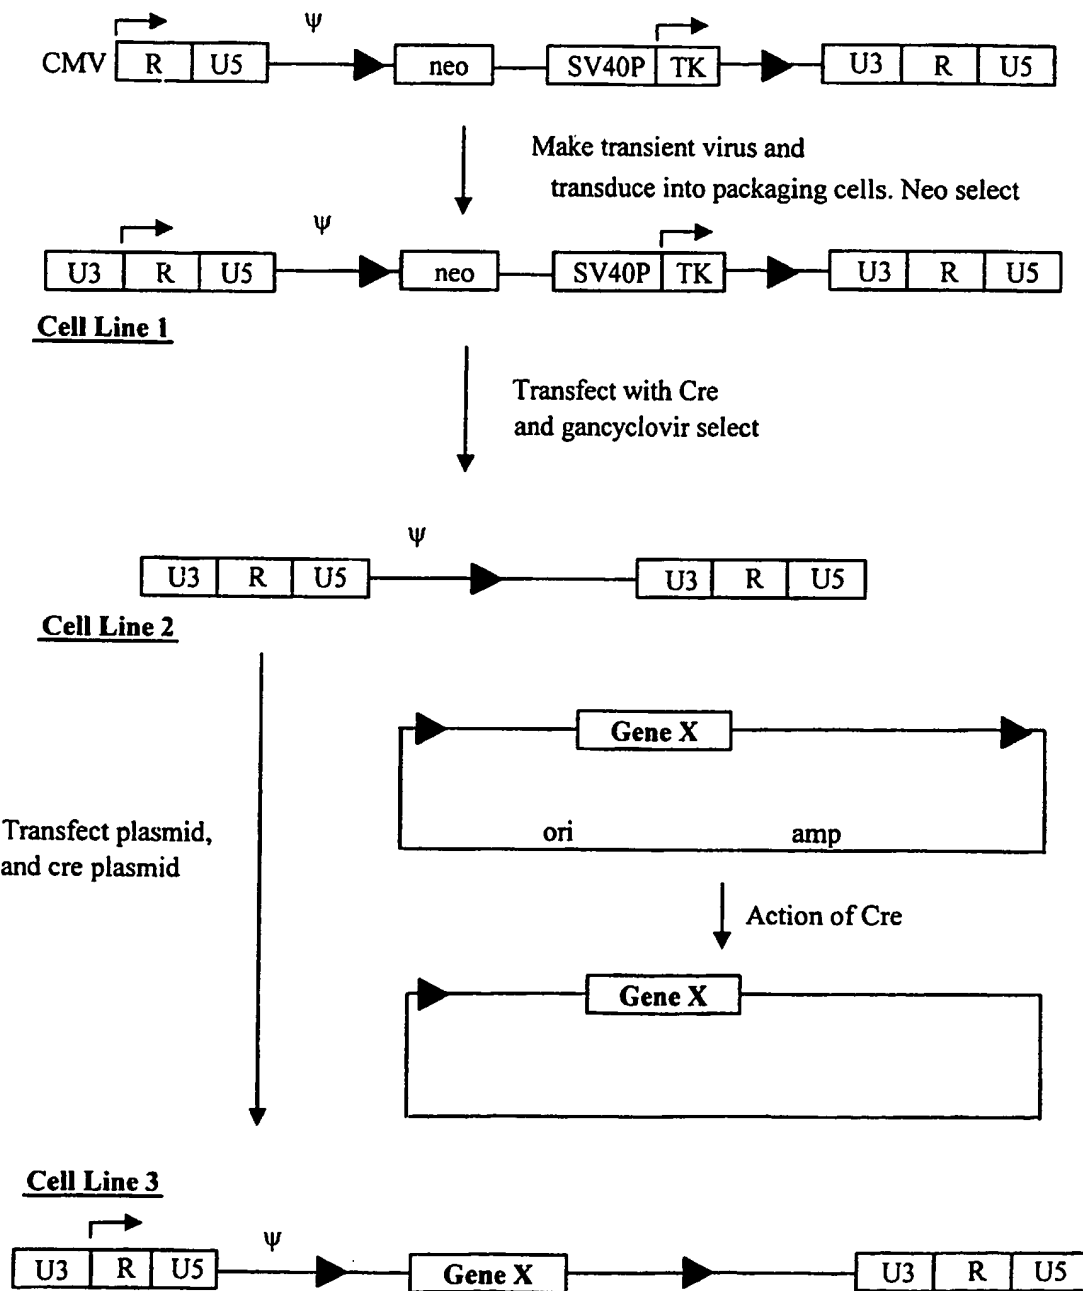 ψ
CMV R U5 neo SV40P TK U3 R U5
Make transient virus and
transduce into packaging cells. Neo select
ψ
U3 R U5 neo SV40P TK U3 R U5
Cell Line 1
Transfect with Cre
and gancyclovir select
ψ
U3 R U5 U3 R U5
Cell Line 2
Gene X
ori amp
Transfect plasmid,
and cre plasmid
Action of Cre
Gene X
Cell Line 3
ψ
U3 R U5 Gene X U3 R U5